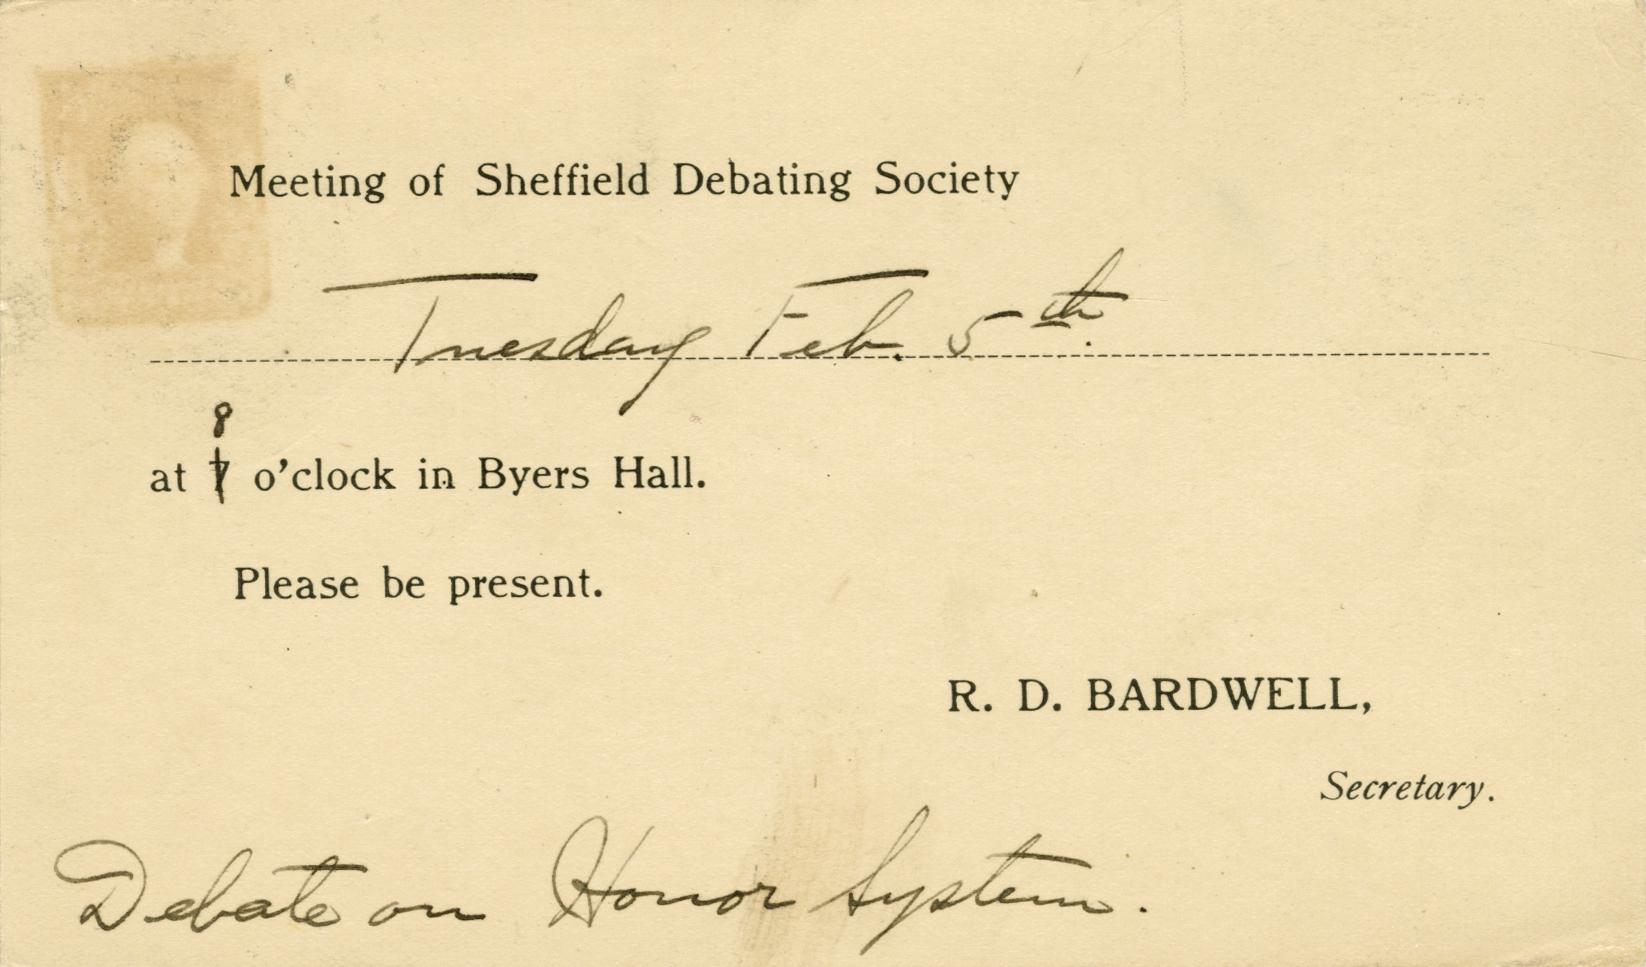 Meeting of Sheffield Debating Society
Tuesday Feb. 5th
8
at 7 o'clock in Byers Hall.
Please be present.
R. D. BARDWELL,
Secretary.
Debate on Honor System.